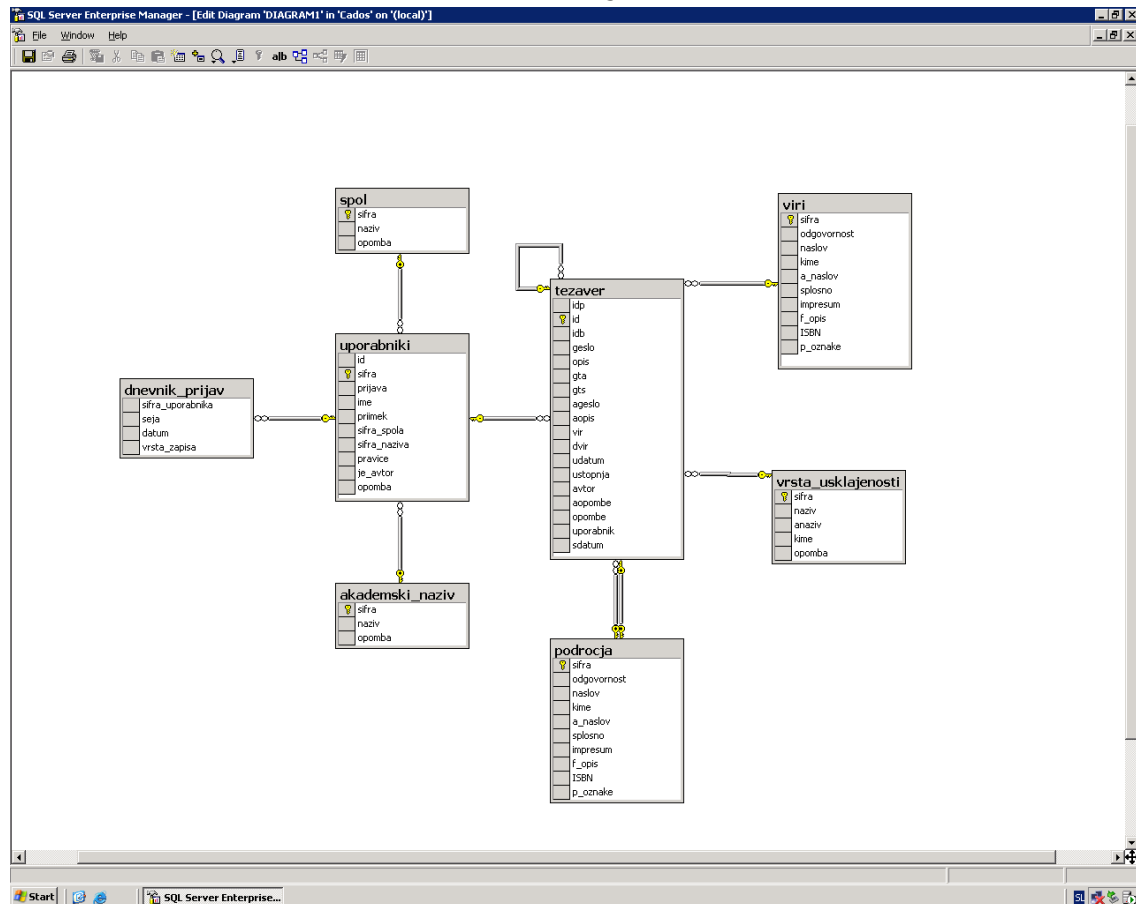 SQL Server Enterprise Manager - [Edit Diagram 'DIAGRAM1' in 'Cados' on '(local)']
File Window Help
ab
spol
sifra
naziv
opomba
viri
sifra
odgovornost
naslov
kime
a_naslov
splosno
impresum
f_opis
ISBN
p_oznake
tezaver
idp
id
idb
geslo
opis
gta
gts
ageslo
aopis
vir
dvir
udatum
ustopnja
avtor
aopombe
opombe
uporabnik
sdatum
uporabniki
id
sifra
prijava
ime
priimek
sifra_spola
sifra_naziva
pravice
je_avtor
opomba
dnevnik_prijav
sifra_uporabnika
seja
datum
vrsta_zapisa
vrsta_usklajenosti
sifra
naziv
anaziv
kime
opomba
akademski_naziv
sifra
naziv
opomba
podrocja
sifra
odgovornost
naslov
kime
a_naslov
splosno
impresum
f_opis
ISBN
p_oznake
Start
SQL Server Enterprise...
SL